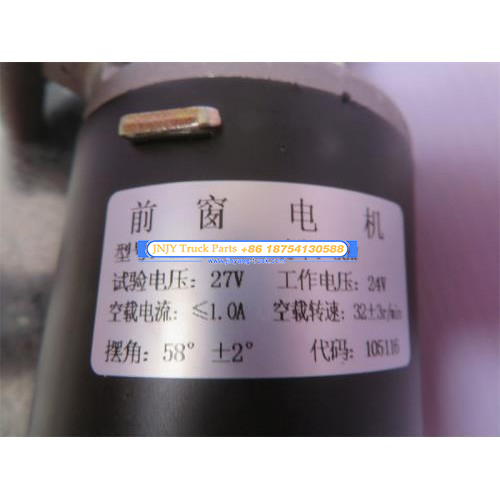 前窗电机
型
JNJY Truck Parts +86 18754130588
试验电压: 27V 工作电压: 24V
空载电流: ≤1.0A 空载转速: 32±3r/min
摆角: 58° ±2° 代码: 105116